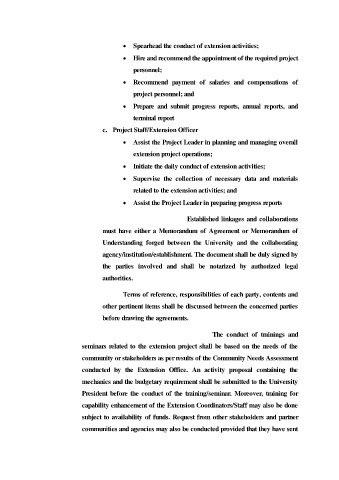 • Spearhead the conduct of extension activities;
• Hire and recommend the appointment of the required project
personnel;
• Recommend payment of salaries and compensations of
project personnel; and
• Prepare and submit progress reports, annual reports, and
terminal report
c. Project Staff/Extension Officer
• Assist the Project Leader in planning and managing overall
extension project operations;
• Initiate the daily conduct of extension activities;
• Supervise the collection of necessary data and materials
related to the extension activities; and
• Assist the Project Leader in preparing progress reports
Established linkages and collaborations
must have either a Memorandum of Agreement or Memorandum of
Understanding forged between the University and the collaborating
agency/institution/establishment. The document shall be duly signed by
the parties involved and shall be notarized by authorized legal
authorities.
Terms of reference, responsibilities of each party, contents and
other pertinent items shall be discussed between the concerned parties
before drawing the agreements.
The conduct of trainings and
seminars related to the extension project shall be based on the needs of the
community or stakeholders as per results of the Community Needs Assessment
conducted by the Extension Office. An activity proposal containing the
mechanics and the budgetary requirement shall be submitted to the University
President before the conduct of the training/seminar. Moreover, training for
capability enhancement of the Extension Coordinators/Staff may also be done
subject to availability of funds. Request from other stakeholders and partner
communities and agencies may also be conducted provided that they have sent